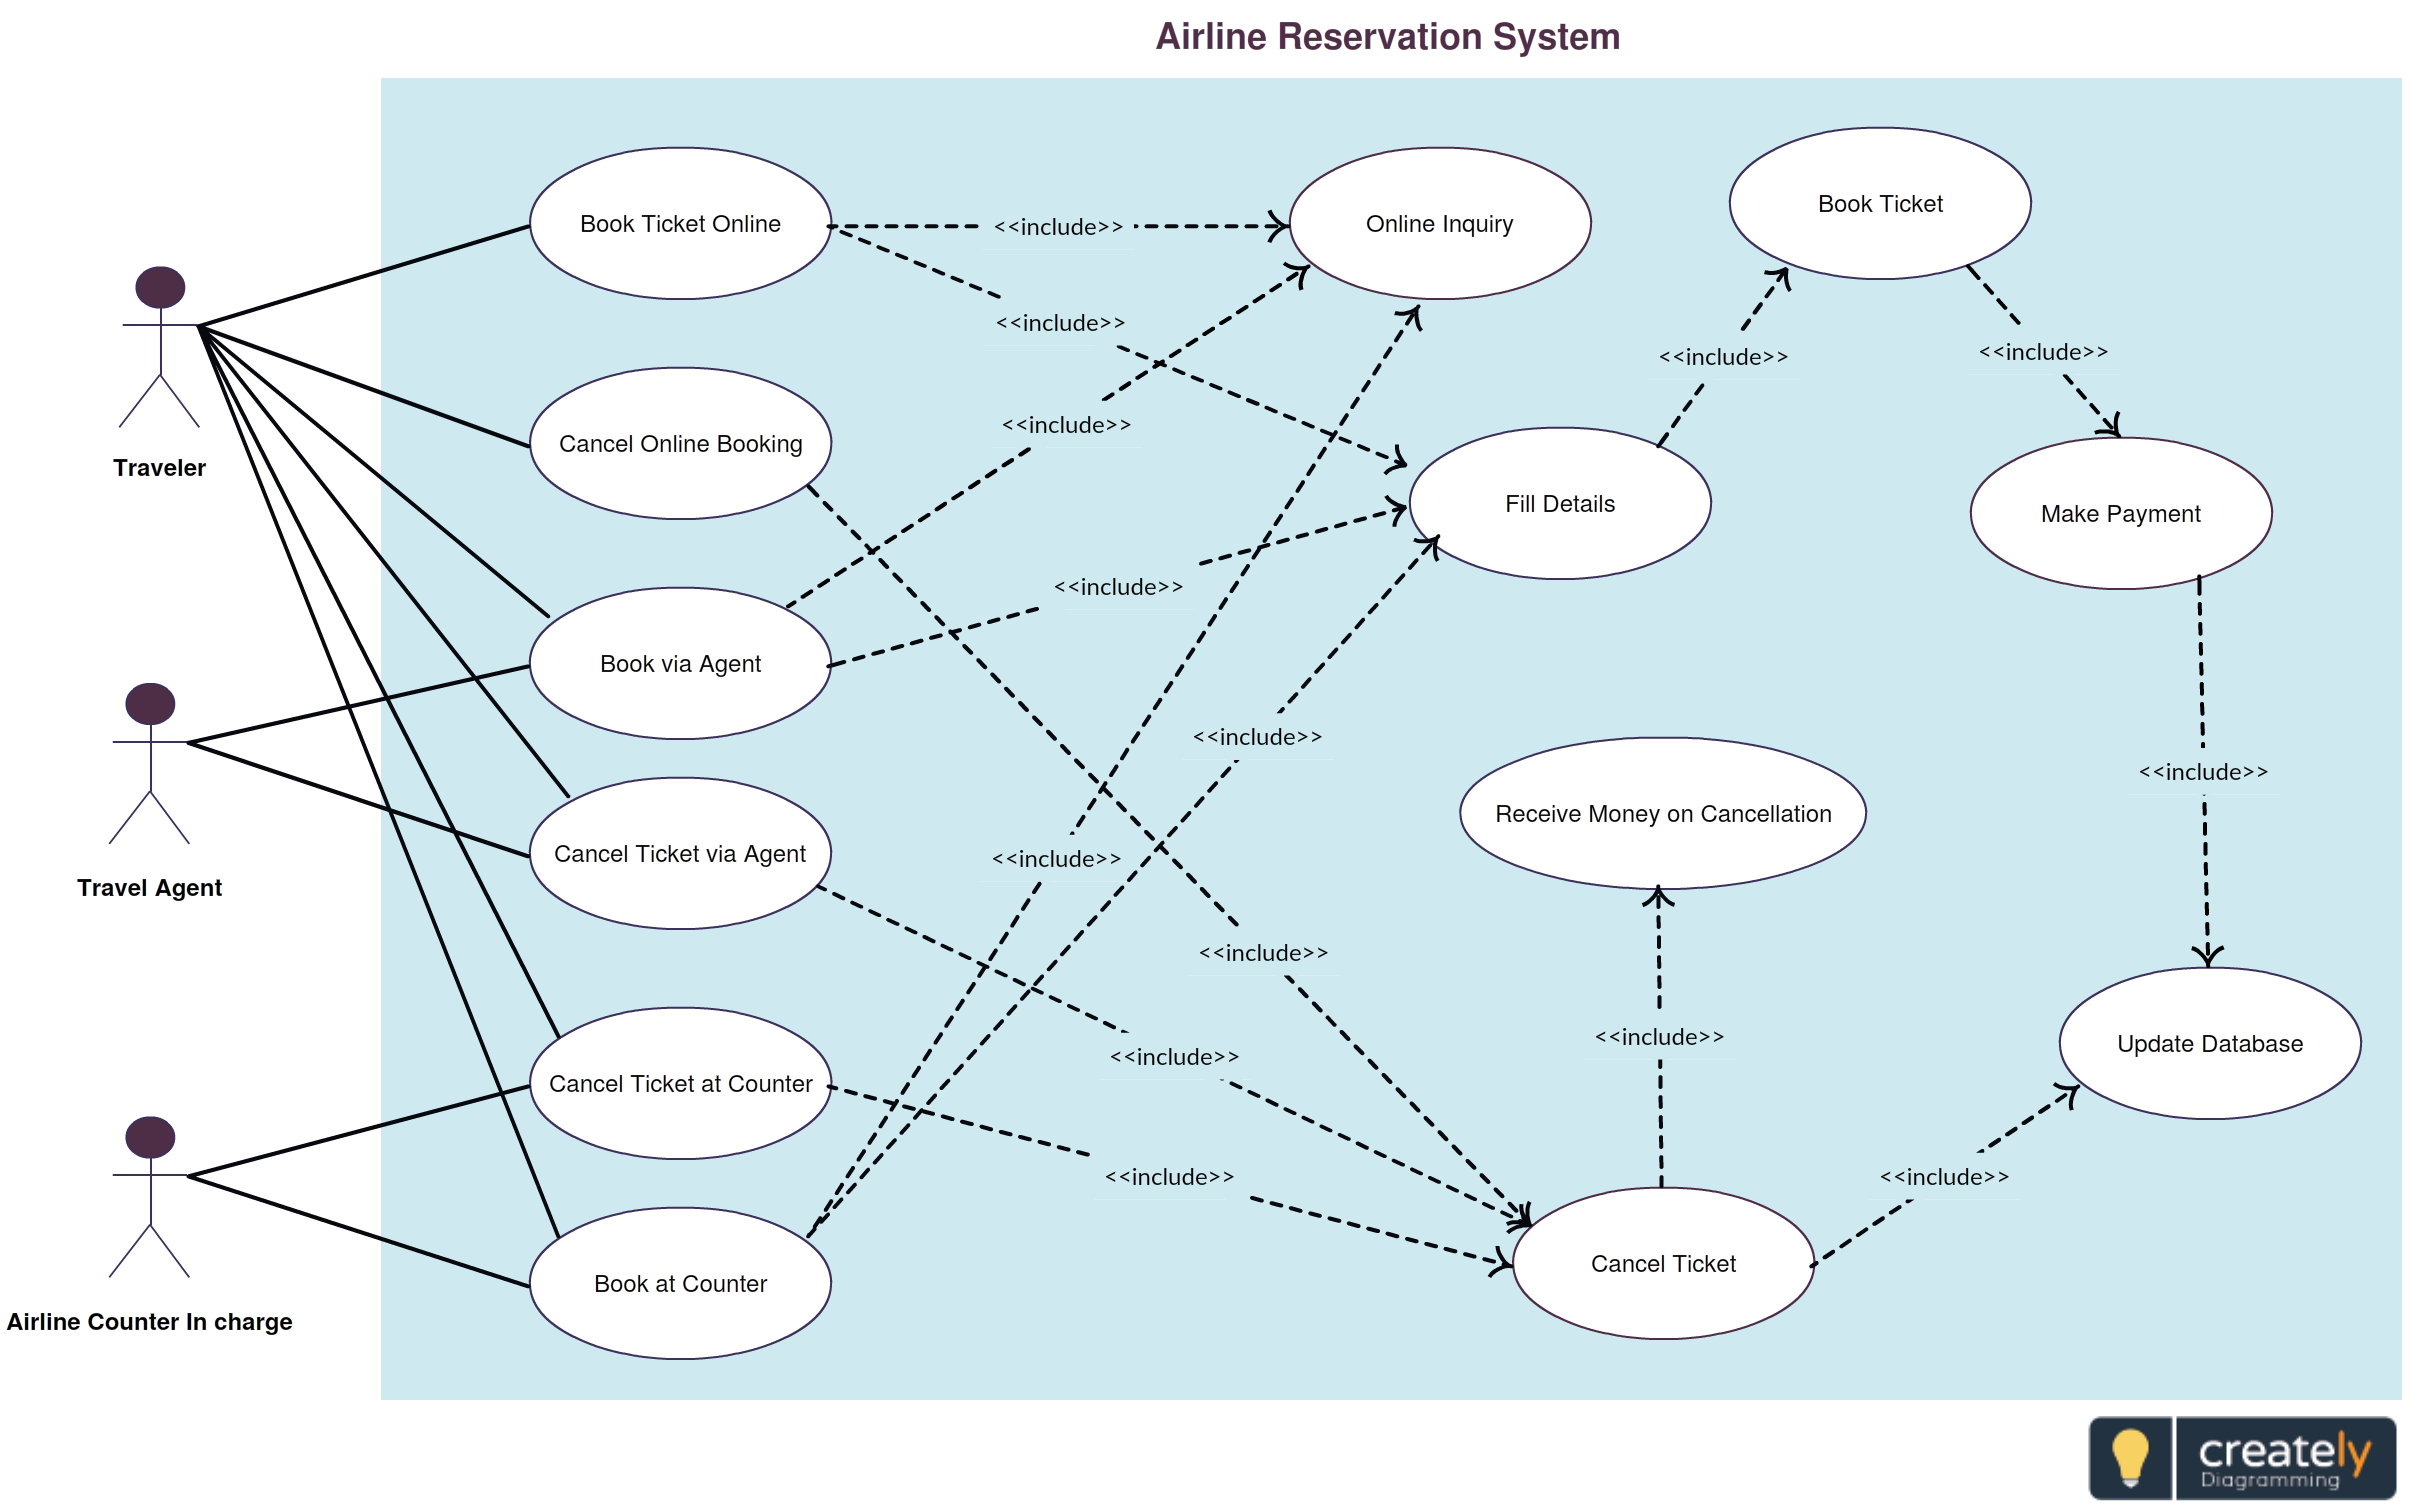 Airline Reservation System
Book Ticket Online
<<include>>
Online Inquiry
Book Ticket
<<include>>
<<include>>
<<include>>
Cancel Online Booking
<<include>>
Traveler
Fill Details
Make Payment
<<include>>
Book via Agent
<<include>>
<<include>>
Receive Money on Cancellation
Cancel Ticket via Agent
<<include>>
Travel Agent
<<include>>
<<include>>
Update Database
<<include>>
Cancel Ticket at Counter
<<include>>
<<include>>
Cancel Ticket
Book at Counter
Airline Counter In charge
creately
Diagramming